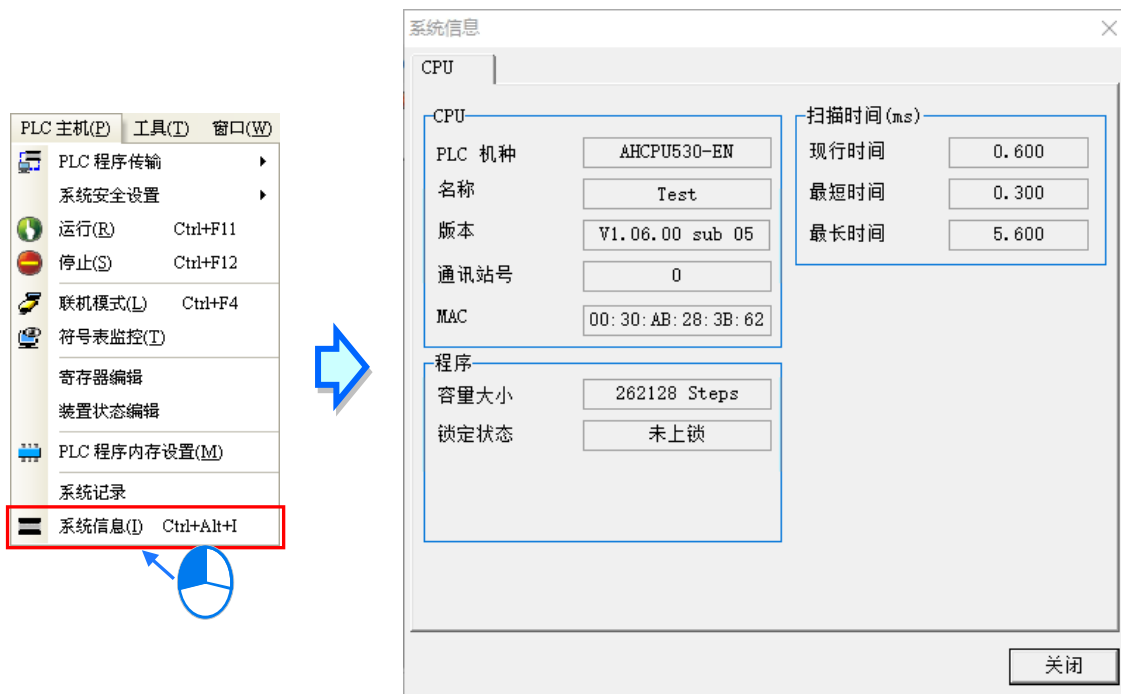 PLC 主机(P) 工具(T) 窗口(W)
PLC 程序传输
系统安全设置
运行(R) Ctrl+F11
停止(S) Ctrl+F12
联机模式(L) Ctrl+F4
符号表监控(T)
寄存器编辑
装置状态编辑
PLC 程序内存设置(M)
系统记录
系统信息(I) Ctrl+Alt+I
系统信息
CPU
CPU
PLC 机种 AHCPU530-EN
名称 Test
版本 V1.06.00 sub 05
通讯站号 0
MAC 00:30:AB:28:3B:62
程序
容量大小 262128 Steps
锁定状态 未上锁
扫描时间(ms)
现行时间 0.600
最短时间 0.300
最长时间 5.600
关闭